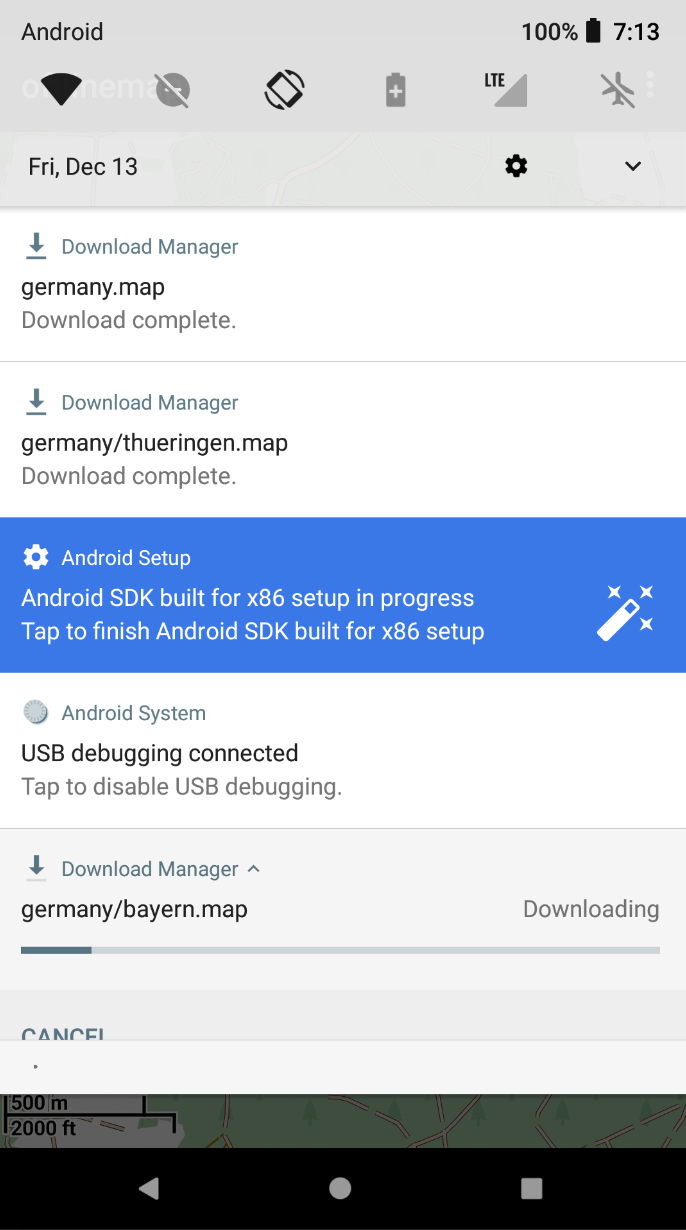 Android
100% 7:13
LTE
Fri, Dec 13
Download Manager
germany.map
Download complete.
Download Manager
germany/thueringen.map
Download complete.
Android Setup
Android SDK built for x86 setup in progress
Tap to finish Android SDK built for x86 setup
Android System
USB debugging connected
Tap to disable USB debugging.
Download Manager
germany/bayern.map
Downloading
CANCEL
500 m
2000 ft